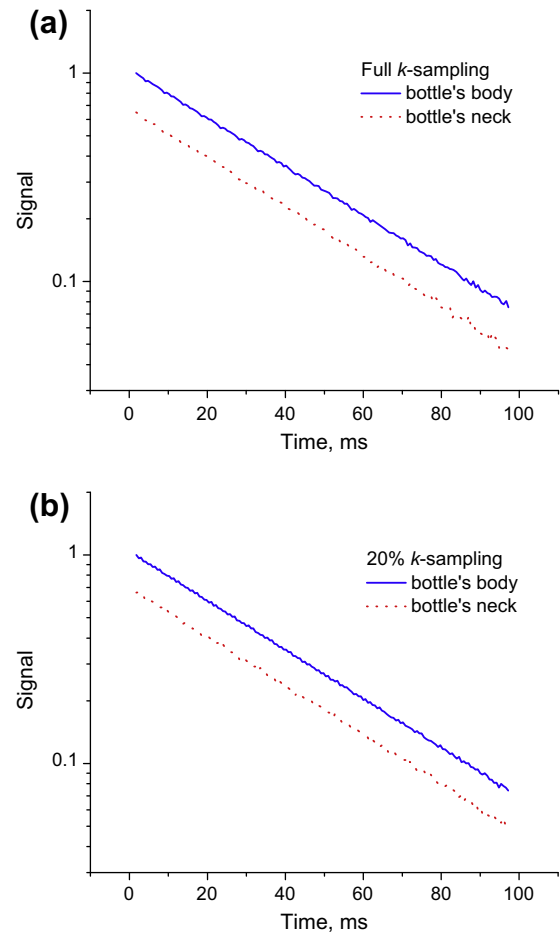 (a)
Full k-sampling
bottle's body
bottle's neck
1
0.1
Signal
0 20 40 60 80 100
Time, ms
(b)
20% k-sampling
bottle's body
bottle's neck
1
0.1
Signal
0 20 40 60 80 100
Time, ms